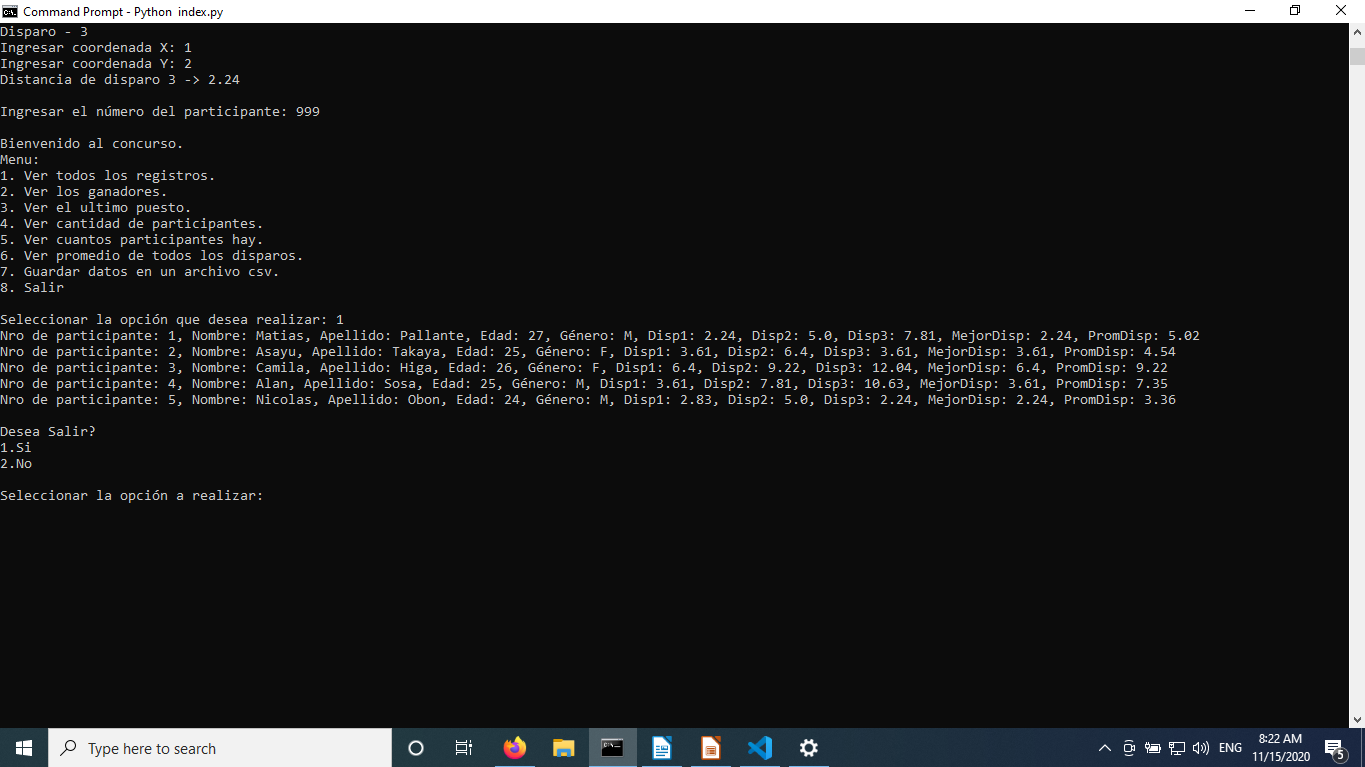 Command Prompt - Python  index.py
Disparo - 3
Ingresar coordenada X: 1
Ingresar coordenada Y: 2
Distancia de disparo 3 -> 2.24
Ingresar el número del participante: 999
Bienvenido al concurso.
Menu:
1. Ver todos los registros.
2. Ver los ganadores.
3. Ver el ultimo puesto.
4. Ver cantidad de participantes.
5. Ver cuantos participantes hay.
6. Ver promedio de todos los disparos.
7. Guardar datos en un archivo csv.
8. Salir
Seleccionar la opción que desea realizar: 1
Nro de participante: 1, Nombre: Matias, Apellido: Pallante, Edad: 27, Género: M, Disp1: 2.24, Disp2: 5.0, Disp3: 7.81, MejorDisp: 2.24, PromDisp: 5.02
Nro de participante: 2, Nombre: Asayu, Apellido: Takaya, Edad: 25, Género: F, Disp1: 3.61, Disp2: 6.4, Disp3: 3.61, MejorDisp: 3.61, PromDisp: 4.54
Nro de participante: 3, Nombre: Camila, Apellido: Higa, Edad: 26, Género: F, Disp1: 6.4, Disp2: 9.22, Disp3: 12.04, MejorDisp: 6.4, PromDisp: 9.22
Nro de participante: 4, Nombre: Alan, Apellido: Sosa, Edad: 25, Género: M, Disp1: 3.61, Disp2: 7.81, Disp3: 10.63, MejorDisp: 3.61, PromDisp: 7.35
Nro de participante: 5, Nombre: Nicolas, Apellido: Obon, Edad: 24, Género: M, Disp1: 2.83, Disp2: 5.0, Disp3: 2.24, MejorDisp: 2.24, PromDisp: 3.36
Desea Salir?
1.Si
2.No
Seleccionar la opción a realizar:
Type here to search
ENG
8:22 AM
11/15/2020
5